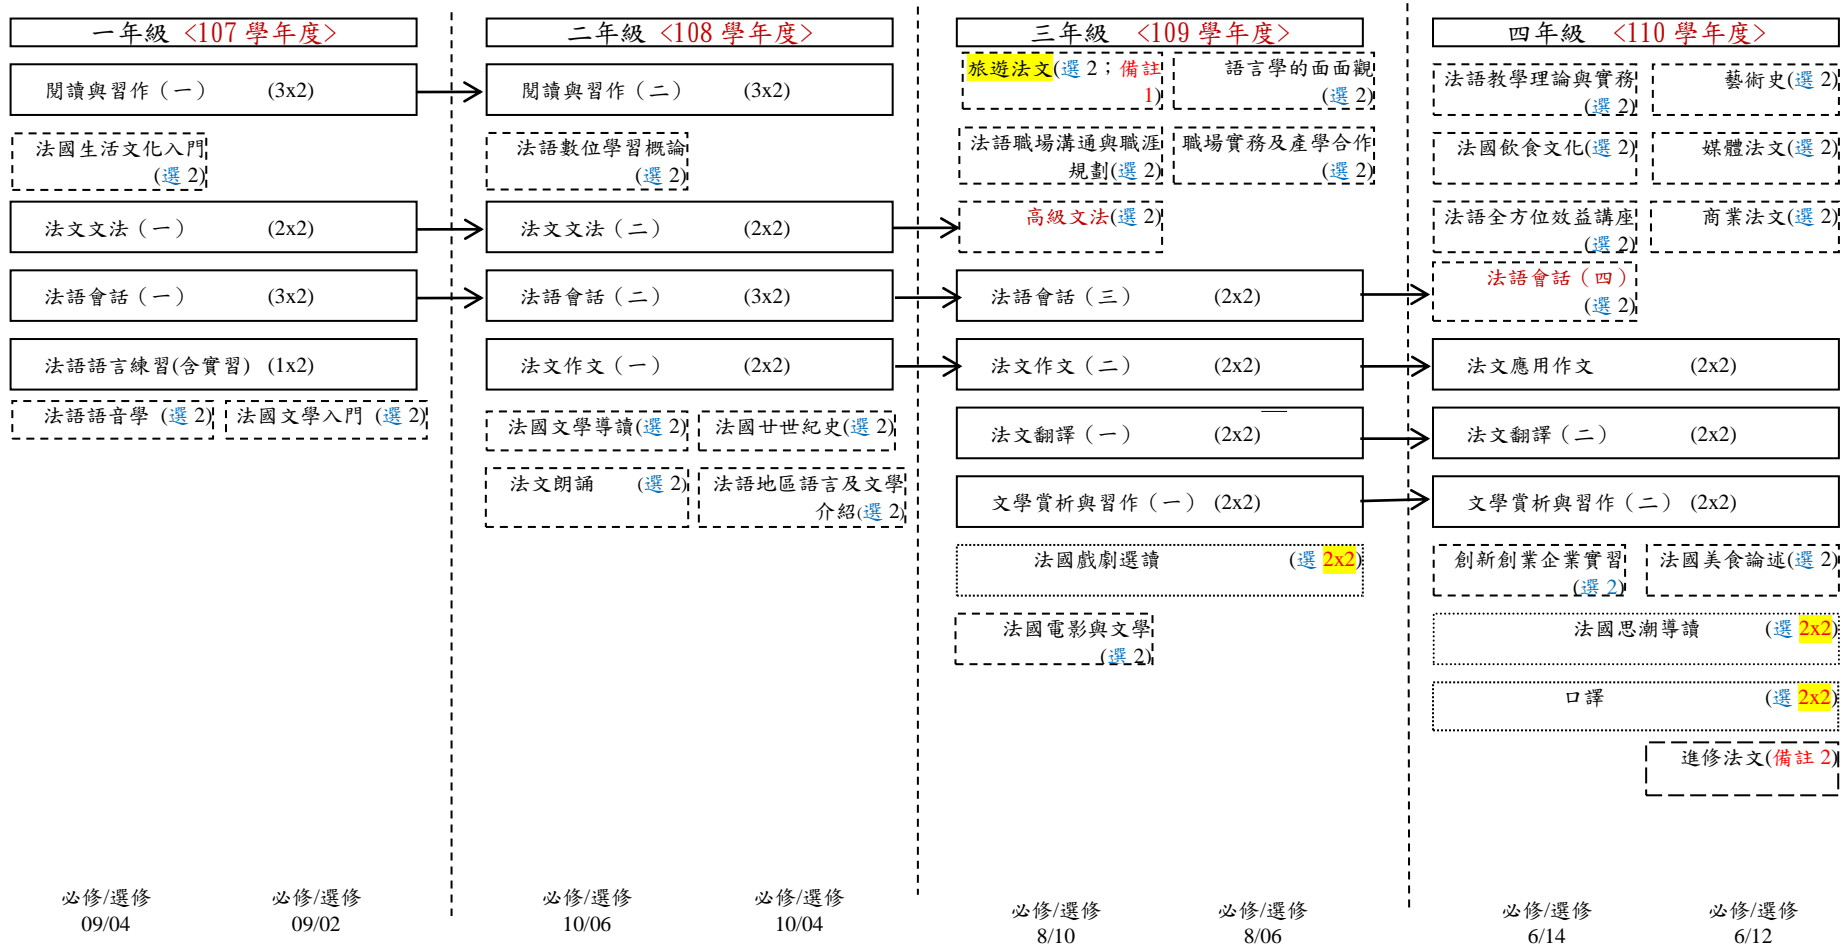 一年級 <107 學年度>
閱讀與習作（一） (3x2)
法國生活文化入門
(選 2)
法文文法（一） (2x2)
法語會話（一） (3x2)
法語語言練習(含實習) (1x2)
法語語音學 (選 2)
法國文學入門 (選 2)
必修/選修
09/04
必修/選修
09/02
二年級 <108 學年度>
閱讀與習作（二） (3x2)
法語數位學習概論
(選 2)
法文文法（二） (2x2)
法語會話（二） (3x2)
法文作文（一） (2x2)
法國文學導讀(選 2)
法國廿世紀史(選 2)
法文朗誦 (選 2)
法語地區語言及文學
介紹(選 2)
必修/選修
10/06
必修/選修
10/04
三年級 <109 學年度>
旅遊法文(選 2；備註
1)
語言學的面面觀
(選 2)
法語職場溝通與職涯
規劃(選 2)
職場實務及產學合作
(選 2)
高級文法(選 2)
法語會話（三） (2x2)
法文作文（二） (2x2)
法文翻譯（一） (2x2)
文學賞析與習作（一） (2x2)
法國戲劇選讀 (選 2x2)
法國電影與文學
(選 2)
必修/選修
8/10
必修/選修
8/06
四年級 <110 學年度>
法語教學理論與實務
(選 2)
藝術史(選 2)
法國飲食文化(選 2)
媒體法文(選 2)
法語全方位效益講座
(選 2)
商業法文(選 2)
法語會話（四）
(選 2)
法文應用作文 (2x2)
法文翻譯（二） (2x2)
文學賞析與習作（二） (2x2)
創新創業企業實習
(選 2)
法國美食論述(選 2)
法國思潮導讀 (選 2x2)
口譯 (選 2x2)
進修法文(備註 2)
必修/選修
6/14
必修/選修
6/12